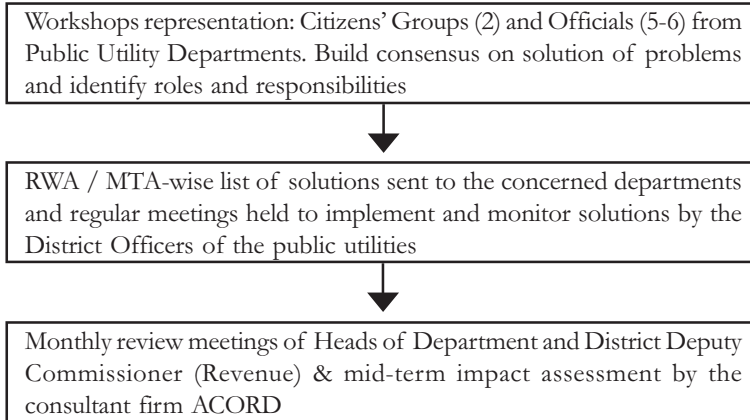 Workshops representation: Citizens’ Groups (2) and Officials (5-6) from
Public Utility Departments. Build consensus on solution of problems
and identify roles and responsibilities
RWA / MTA-wise list of solutions sent to the concerned departments
and regular meetings held to implement and monitor solutions by the
District Officers of the public utilities
Monthly review meetings of Heads of Department and District Deputy
Commissioner (Revenue) & mid-term impact assessment by the
consultant firm ACORD